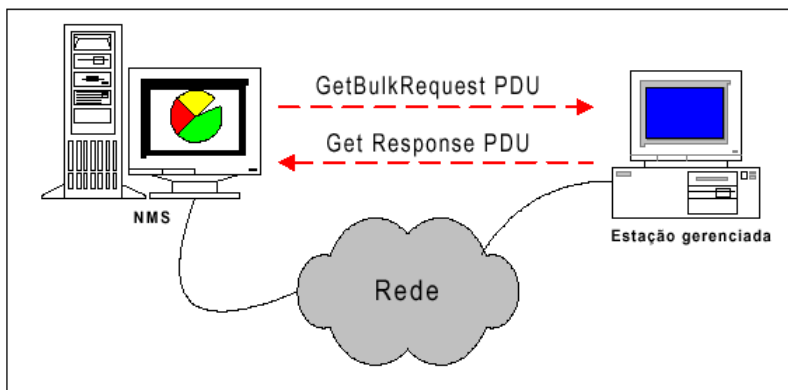 GetBulkRequest PDU
Get Response PDU
NMS
Estação gerenciada
Rede